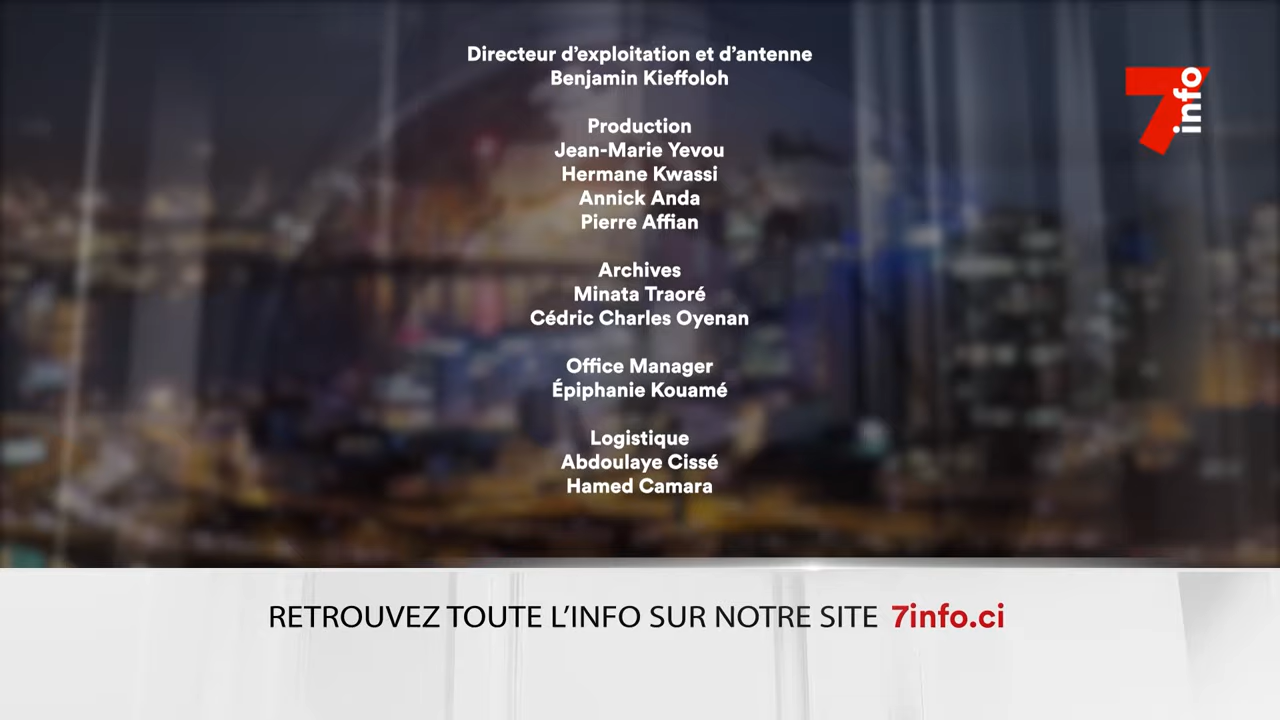 Directeur d’exploitation et d’antenne
Benjamin Kieffoloh
Production
Jean-Marie Yevou
Hermane Kwassi
Annick Anda
Pierre Affian
Archives
Minata Traoré
Cédric Charles Oyenan
Office Manager
Épiphanie Kouamé
Logistique
Abdoulaye Cissé
Hamed Camara
7info
RETROUVEZ TOUTE L’INFO SUR NOTRE SITE 7info.ci